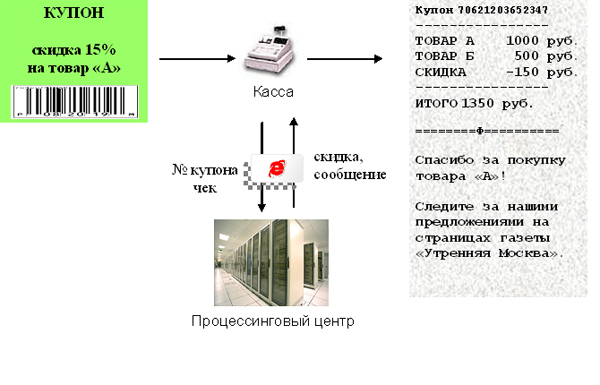 КУПОН
скидка 15%
на товар «А»
Касса
№ купона
чек
скидка,
сообщение
Процессинговый центр
Купон 70621203652347
-----------------
ТОВАР А 1000 руб.
ТОВАР Б 500 руб.
СКИДКА -150 руб.
-----------------
ИТОГО 1350 руб.
========Ф==========
Спасибо за покупку
товара «А»!
Следите за нашими
предложениями на
страницах газеты
«Утренняя Москва».